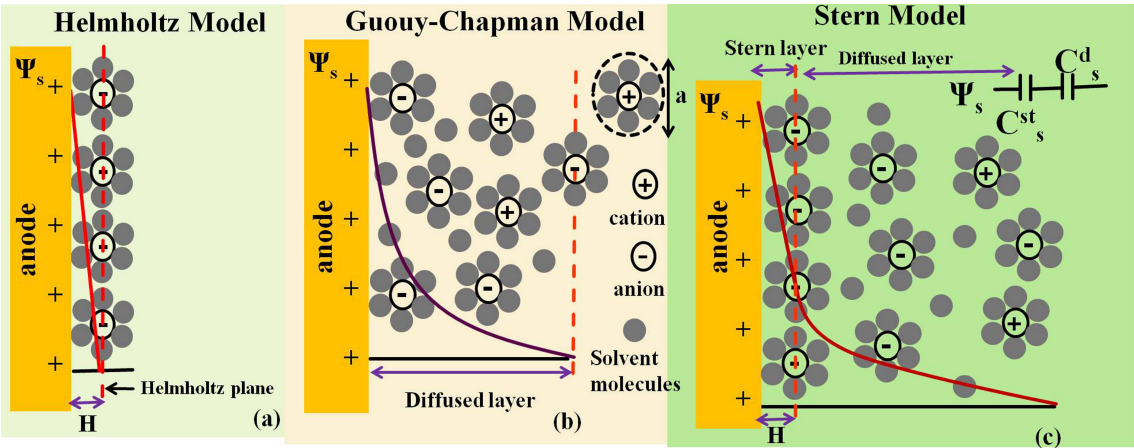 Helmholtz Model
Ψs
+
+
+
+
+
anode
-
-
-
-
Helmholtz plane
H
(a)
Guouy-Chapman Model
Ψs
+
+
+
+
+
anode
-
+
-
-
+
-
-
+
a
+
cation
-
anion
Solvent
molecules
Diffused layer
(b)
Stern Model
Stern layer
Diffused layer
Ψs
Cds
Csts
Ψs
+
+
+
+
+
anode
-
-
-
-
-
+
-
-
+
-
H
(c)